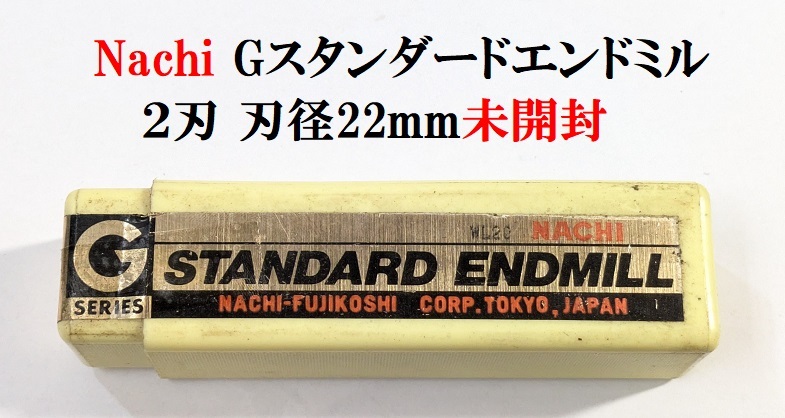 Nachi Gスタンダードエンドミル
２刃 刃径22mm未開封
NACHI
G STANDARD ENDMILL
SERIES NACHI-FUJIKOSHI CORP. TOKYO, JAPAN